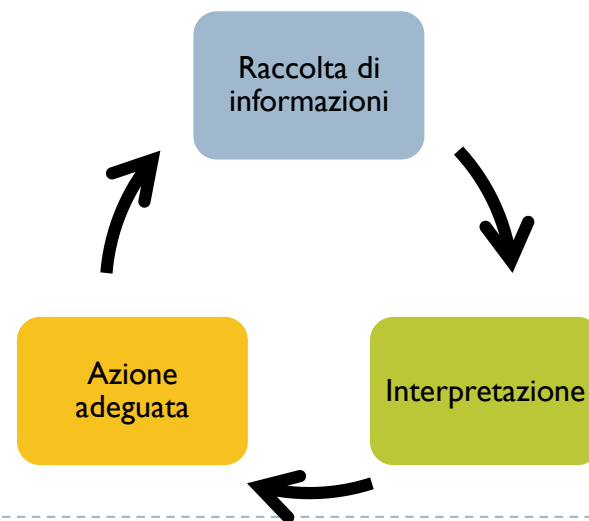 Raccolta di
informazioni
Interpretazione
Azione
adeguata